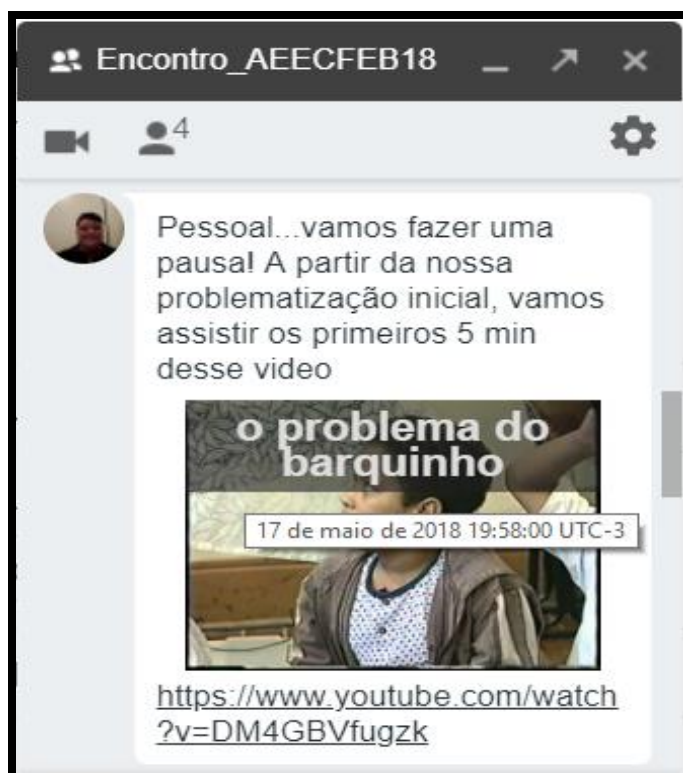 Encontro_AEECFEB18
4
Pessoal...vamos fazer uma
pausa! A partir da nossa
problematização inicial, vamos
assistir os primeiros 5 min
desse video
o problema do
barquinho
17 de maio de 2018 19:58:00 UTC-3
https://www.youtube.com/watch
?v=DM4GBVfugzk